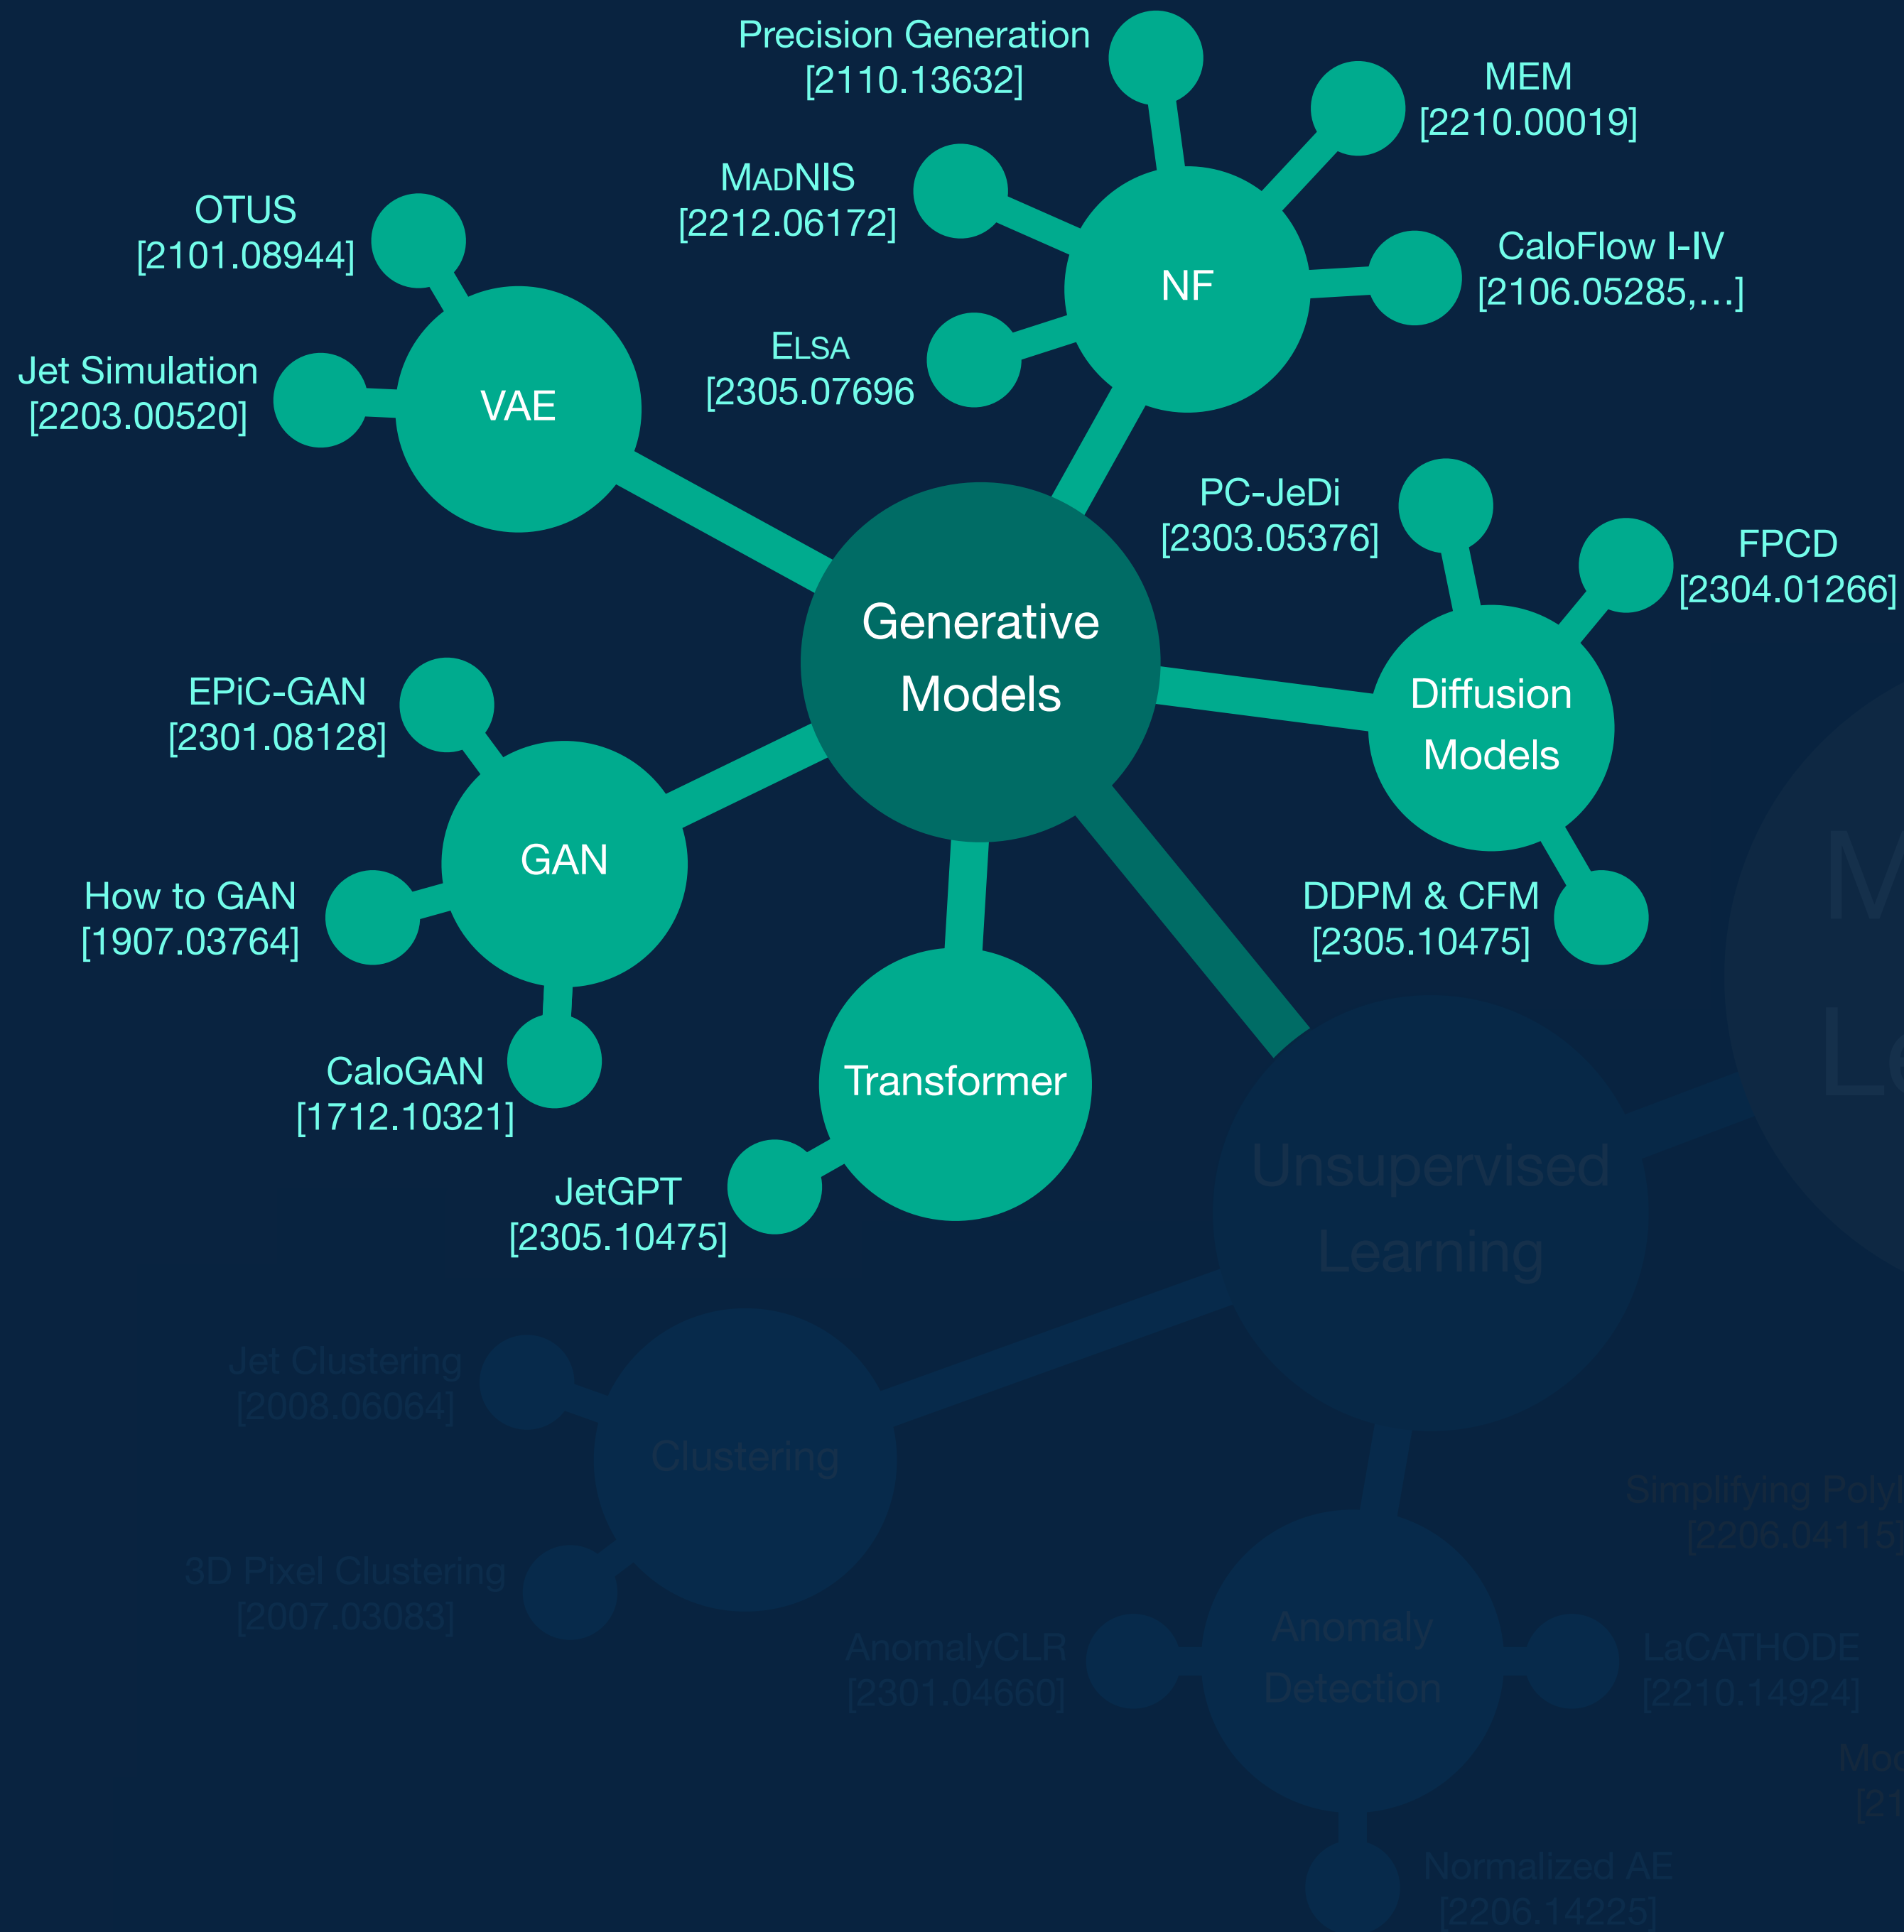 Precision Generation
[2110.13632]
MEM
[2210.00019]
MADNIS
[2212.06172]
OTUS
[2101.08944]
CaloFlow I-IV
[2106.05285,...]
NF
ELSA
[2305.07696
Jet Simulation
[2203.00520]
VAE
PC-JeDi
[2303.05376]
FPCD
[2304.01266]
Generative
Models
Diffusion
Models
EPiC-GAN
[2301.08128]
GAN
How to GAN
[1907.03764]
DDPM & CFM
[2305.10475]
CaloGAN
[1712.10321]
Transformer
JetGPT
[2305.10475]
Unsupervised
Learning
Jet Clustering
[2008.06064]
Clustering
3D Pixel Clustering
[2007.03083]
Simplifying
[2206.04115]
Anomaly
Detection
AnomalyCLR
[2301.04660]
LaCATHODE
[2210.14924]
Normalized AE
[2206.14225]